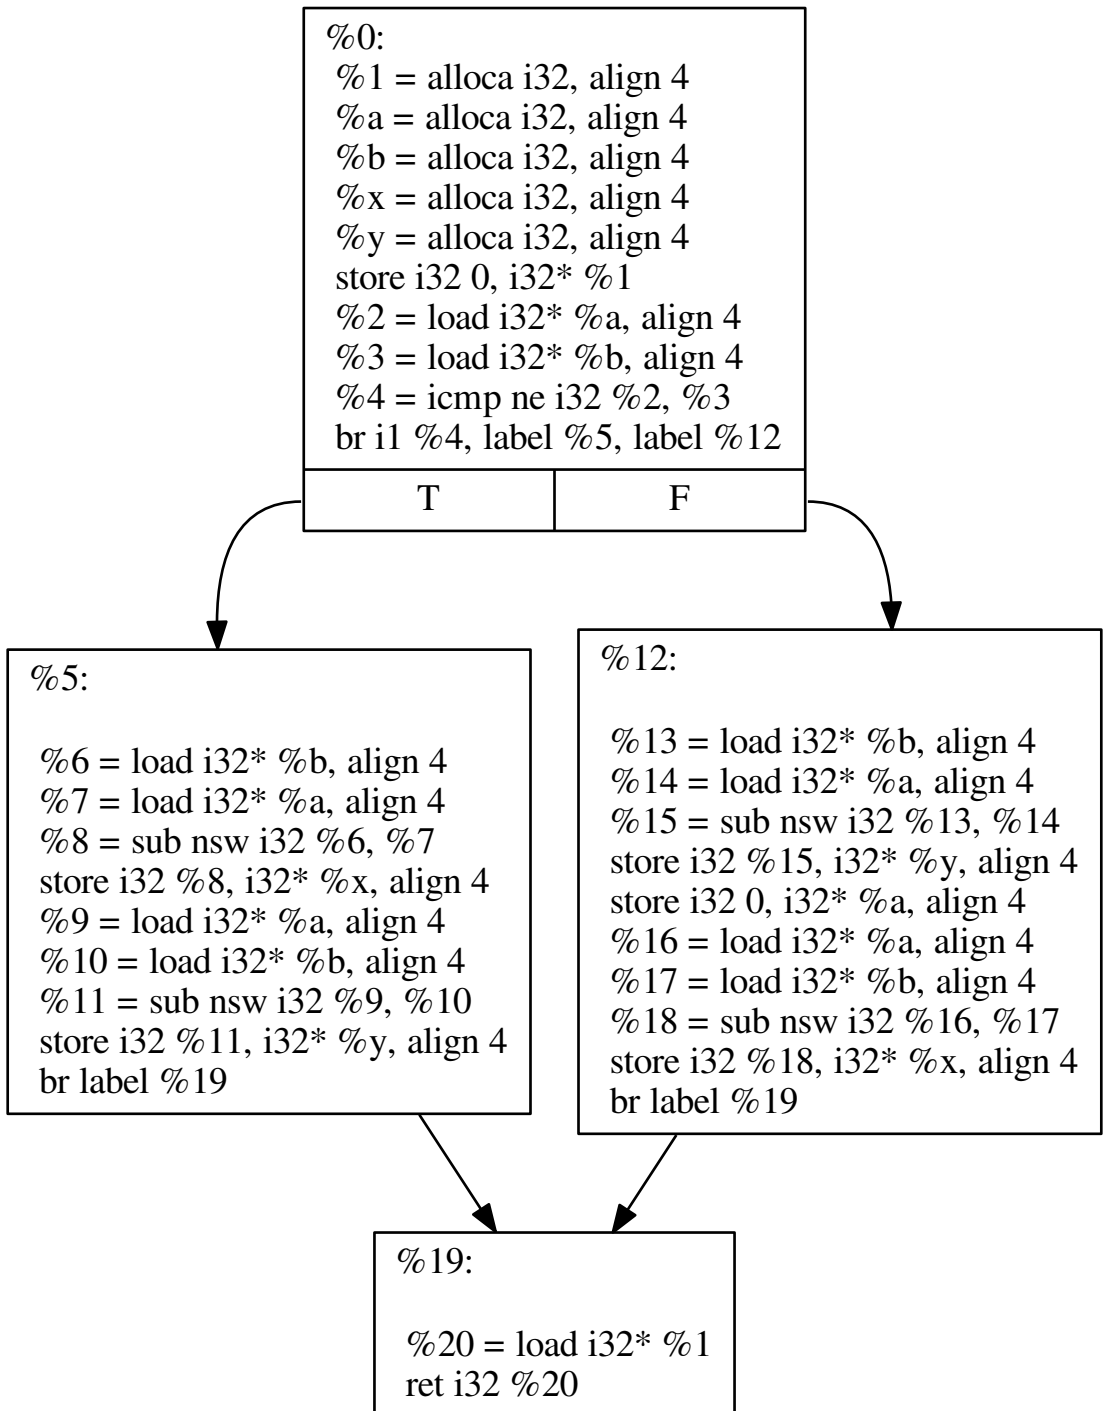 %0:
%1 = alloca i32, align 4
%a = alloca i32, align 4
%b = alloca i32, align 4
%x = alloca i32, align 4
%y = alloca i32, align 4
store i32 0, i32* %1
%2 = load i32* %a, align 4
%3 = load i32* %b, align 4
%4 = icmp ne i32 %2, %3
br i1 %4, label %5, label %12
T
F
%5:
%6 = load i32* %b, align 4
%7 = load i32* %a, align 4
%8 = sub nsw i32 %6, %7
store i32 %8, i32* %x, align 4
%9 = load i32* %a, align 4
%10 = load i32* %b, align 4
%11 = sub nsw i32 %9, %10
store i32 %11, i32* %y, align 4
br label %19
%12:
%13 = load i32* %b, align 4
%14 = load i32* %a, align 4
%15 = sub nsw i32 %13, %14
store i32 %15, i32* %y, align 4
store i32 0, i32* %a, align 4
%16 = load i32* %a, align 4
%17 = load i32* %b, align 4
%18 = sub nsw i32 %16, %17
store i32 %18, i32* %x, align 4
br label %19
%19:
%20 = load i32* %1
ret i32 %20